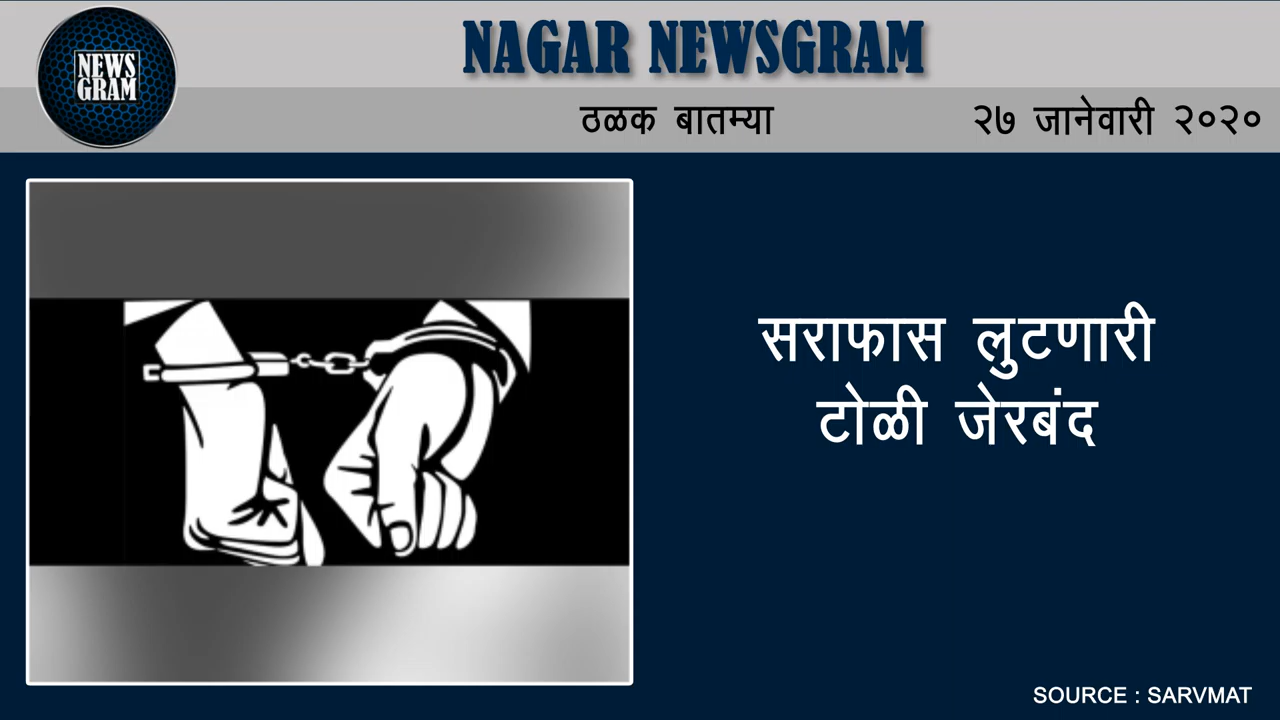 NEWS
GRAM
NAGAR NEWSGRAM
ठळक बातम्या
२७ जानेवारी २०२०
सराफास लुटणारी
टोळी जेरबंद
SOURCE : SARVMAT